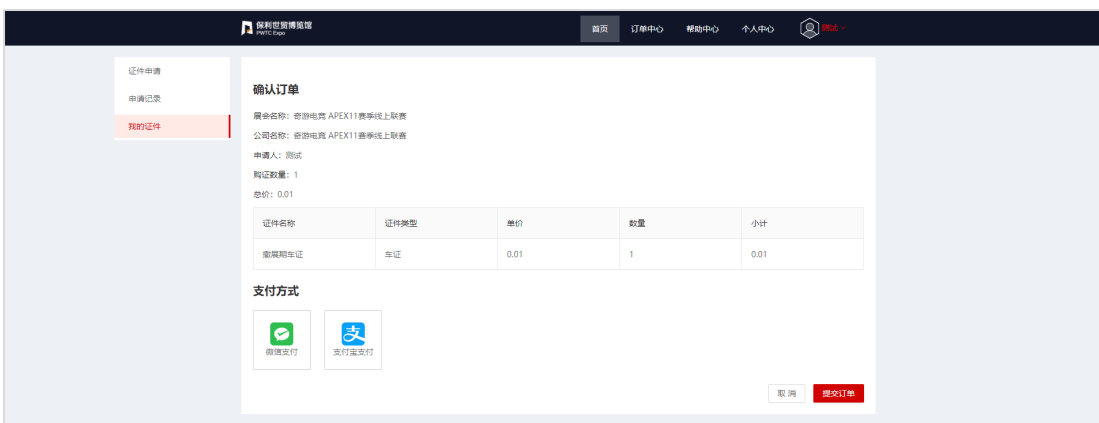 保利世贸博览馆
PWTC Expo
首页 订单中心 帮助中心 个人中心 测试
证件申请
申请记录
我的证件
确认订单
展会名称：奇游电竞 APEX11赛季线上联赛
公司名称：奇游电竞 APEX11赛季线上联赛
申请人：测试
购证数量：1
总价：0.01
证件名称 证件类型 单价 数量 小计
撤展期车证 车证 0.01 1 0.01
支付方式
微信支付 支付宝支付
取消 提交订单